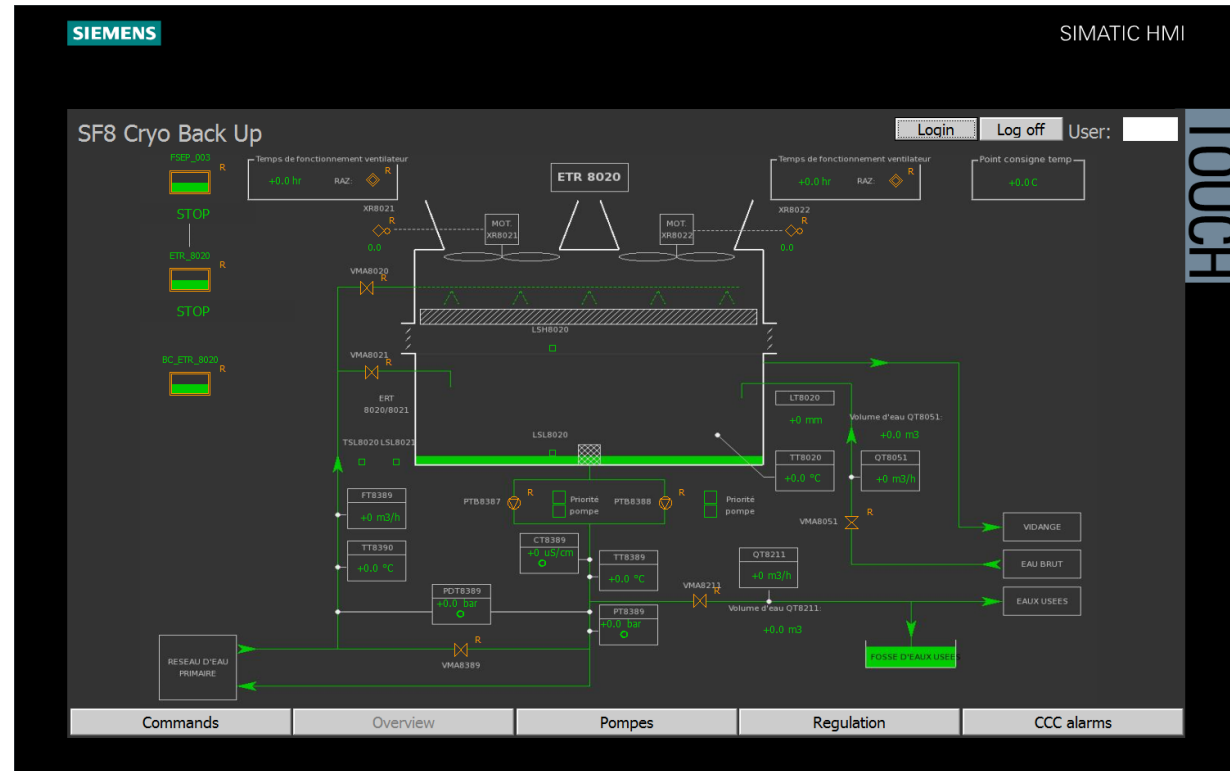 SIEMENS
SIMATIC HMI
TOUCH
SF8 Cryo Back Up
Login
Log off
User:
FSEP_003
R
STOP
ETR_8020
R
STOP
BC_ETR_8020
R
Temps de fonctionnement ventilateur
+0.0 hr
RAZ:
R
ETR 8020
Temps de fonctionnement ventilateur
+0.0 hr
RAZ:
R
Point consigne temp
+0.0 C
XR8021
R
0.0
MOT.
XR8021
MOT.
XR8022
XR8022
R
0.0
VMA8020
R
LSH8020
VMA8021
R
ERT
8020/8021
TSL8020
LSL8021
LSL8020
LT8020
+0 mm
Volume d'eau QT8051:
+0.0 m3
TT8020
+0.0 °C
QT8051
+0 m3/h
VMA8051
R
FT8389
+0 m3/h
TT8390
+0.0 °C
PTB8387
R
Priorité
pompe
PTB8388
R
Priorité
pompe
CT8389
+0 uS/cm
TT8389
+0.0 °C
PDT8389
+0.0 bar
PT8389
+0.0 bar
VMA8211
R
QT8211
+0 m3/h
Volume d'eau QT8211:
+0.0 m3
VIDANGE
EAU BRUT
EAUX USEES
FOSSE D'EAUX USEES
RESEAU D'EAU
PRIMAIRE
R
VMA8389
Commands
Overview
Pompes
Regulation
CCC alarms